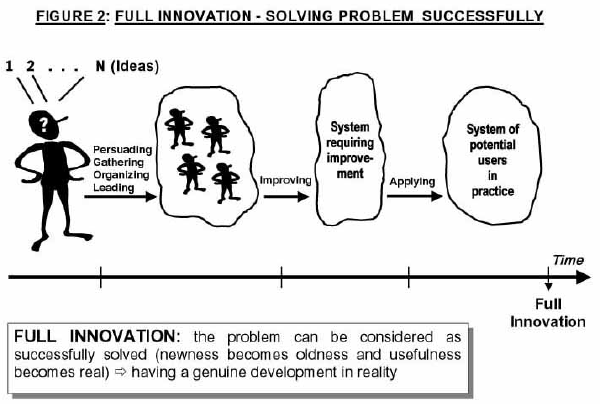 FIGURE 2: FULL INNOVATION - SOLVING PROBLEM SUCCESSFULLY
1 2 . . . N (Ideas)
?
Persuading
Gathering
Organizing
Leading
Improving
System
requiring
improve-
ment
Applying
System of
potential
users
in
practice
Time
Full
Innovation
FULL INNOVATION: the problem can be considered as
successfully solved (newness becomes oldness and usefulness
becomes real) ⇨ having a genuine development in reality